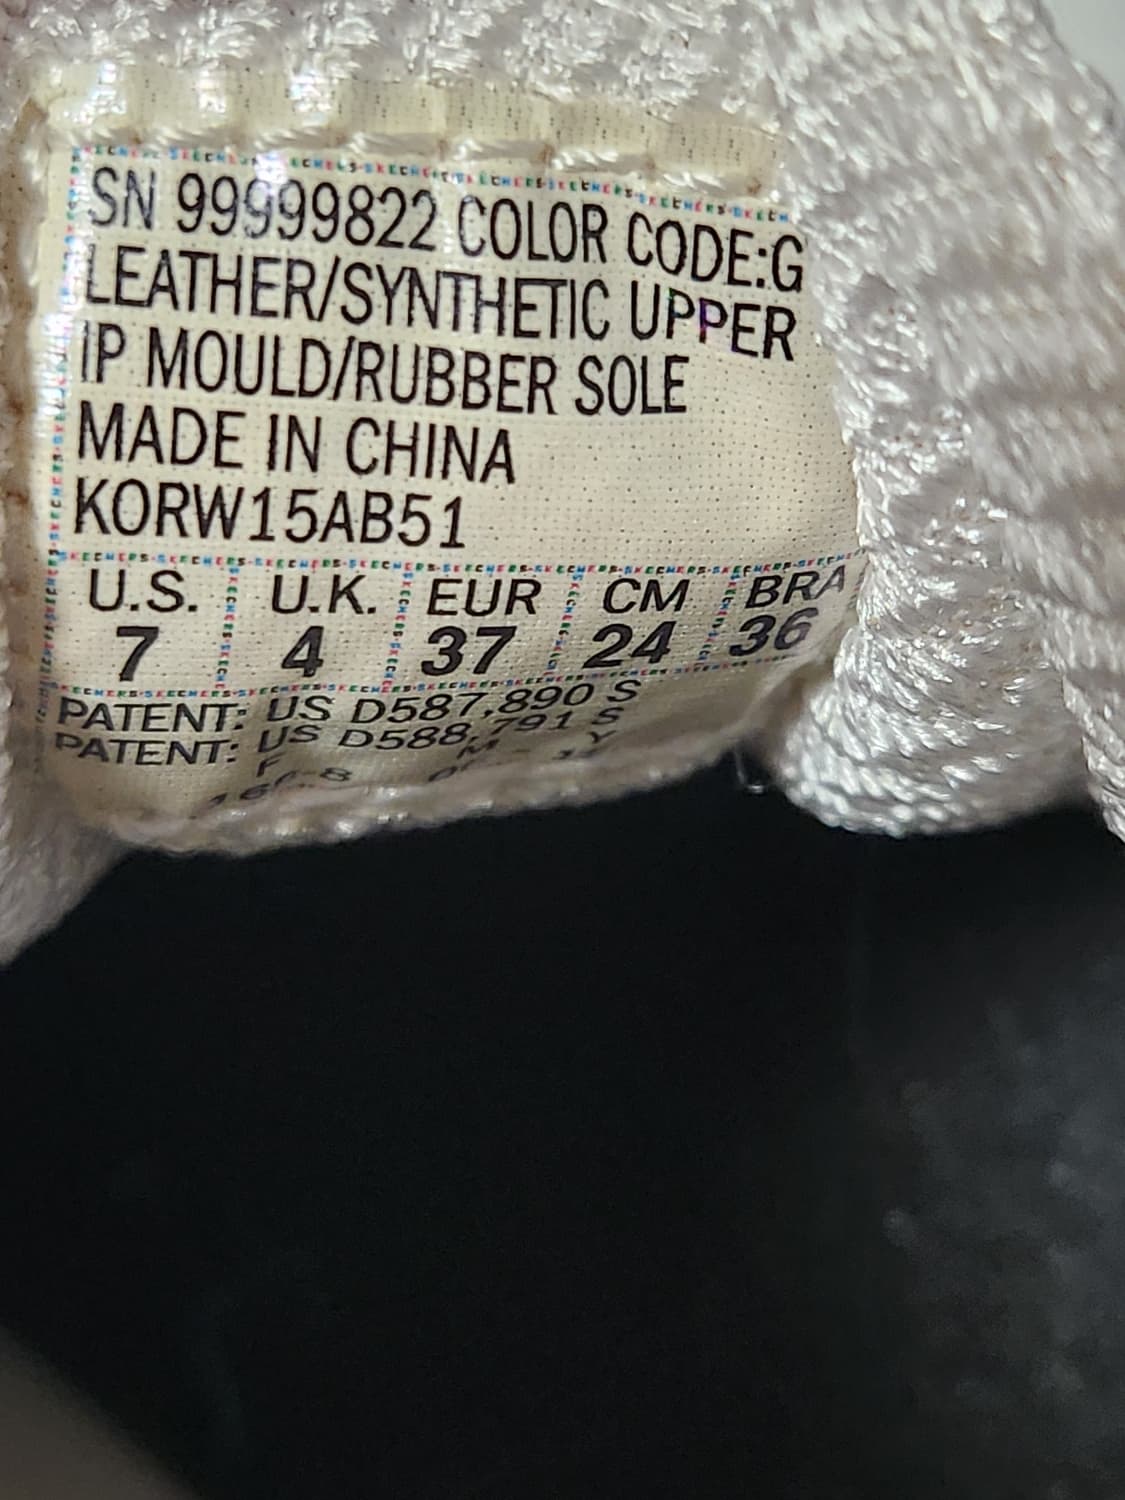 SN 99999822 COLOR CODE:G
LEATHER/SYNTHETIC UPPER
IP MOULD/RUBBER SOLE
MADE IN CHINA
KORW15AB51
U.S. U.K. EUR CM BRA
7 4 37 24 36
PATENT: US D587,890 S
PATENT: US D588,791 S
F M - Y